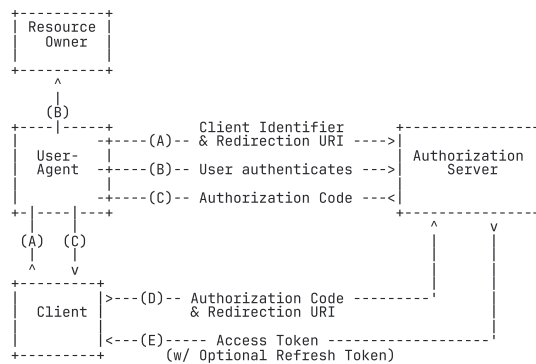 Resource
Owner
(B)
Client Identifier
(A)
& Redirection URI
User-
Agent
(B)
User authenticates
Authorization
Server
(C)
Authorization Code
(A)
(C)
Client
(D)
Authorization Code
& Redirection URI
(E)
Access Token
(w/ Optional Refresh Token)